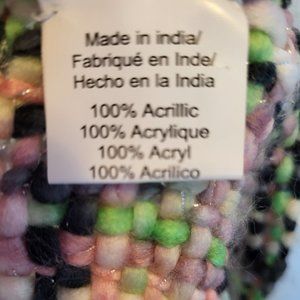 Made in india/
Fabriqué en Inde/
Hecho en la India
100% Acrillic
100% Acrylique
100% Acryl
100% Acrilico